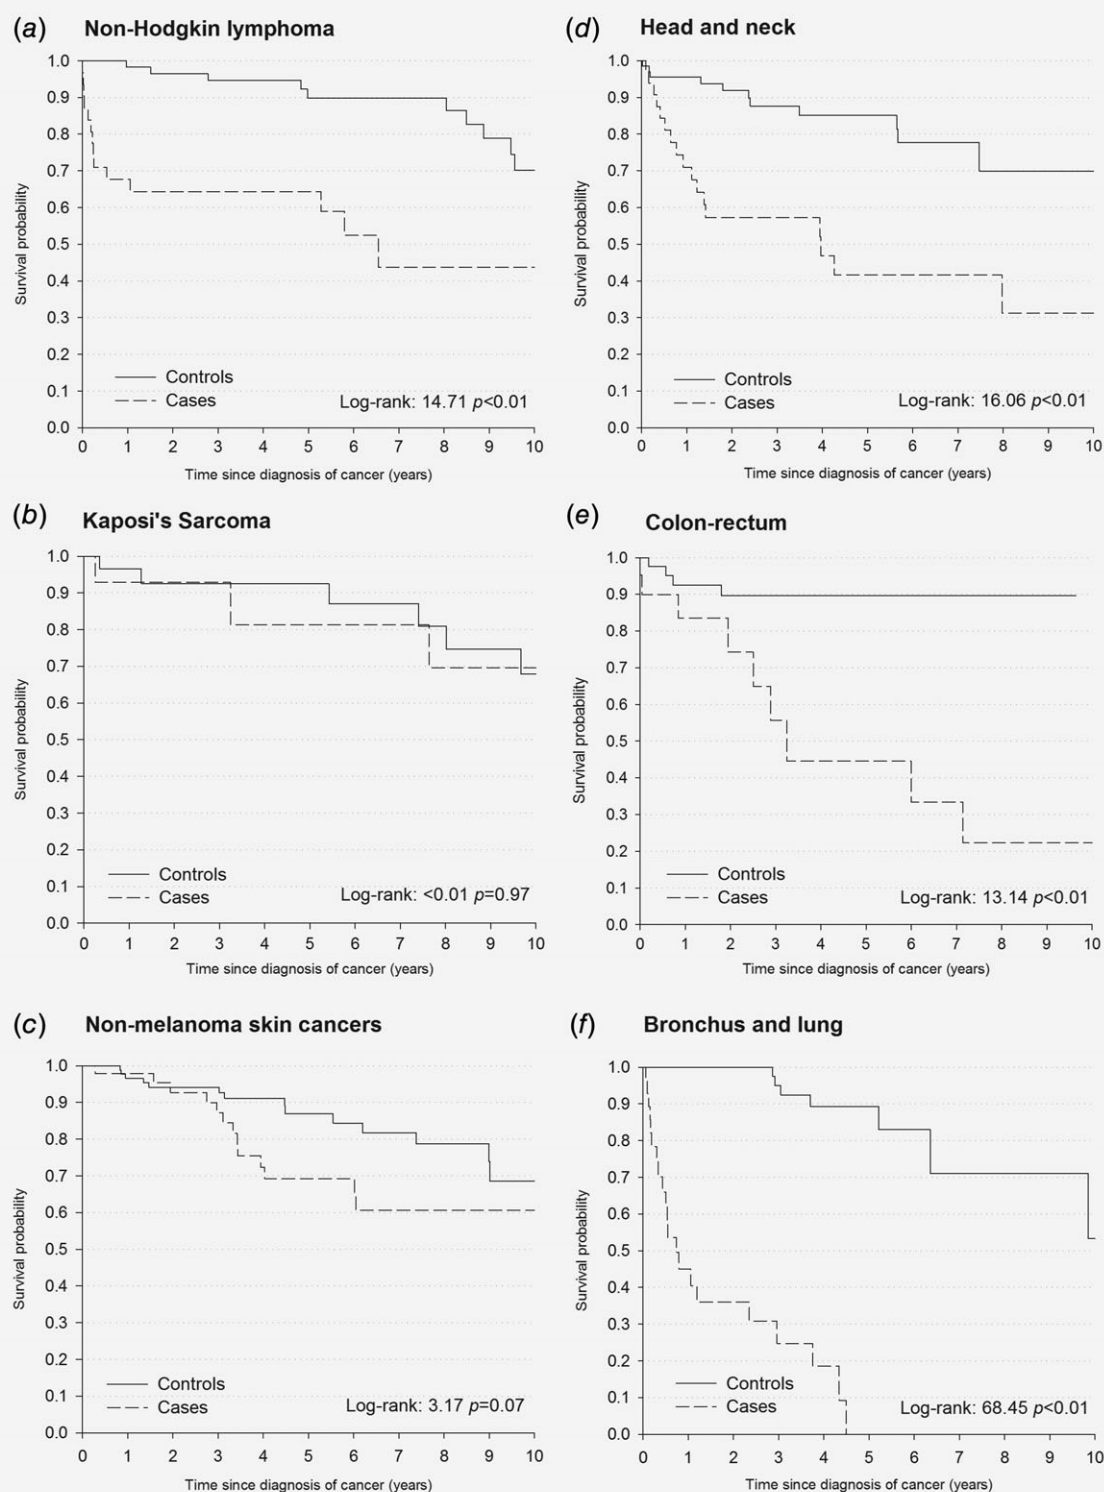 (a) Non-Hodgkin lymphoma
1.0
0.9
0.8
0.7
0.6
0.5
0.4
0.3
0.2
0.1
0.0
Survival probability
Controls
Cases
Log-rank: 14.71 p<0.01
0 1 2 3 4 5 6 7 8 9 10
Time since diagnosis of cancer (years)
(b) Kaposi's Sarcoma
1.0
0.9
0.8
0.7
0.6
0.5
0.4
0.3
0.2
0.1
0.0
Survival probability
Controls
Cases
Log-rank: <0.01 p=0.97
0 1 2 3 4 5 6 7 8 9 10
Time since diagnosis of cancer (years)
(c) Non-melanoma skin cancers
1.0
0.9
0.8
0.7
0.6
0.5
0.4
0.3
0.2
0.1
0.0
Survival probability
Controls
Cases
Log-rank: 3.17 p=0.07
0 1 2 3 4 5 6 7 8 9 10
Time since diagnosis of cancer (years)
(d) Head and neck
1.0
0.9
0.8
0.7
0.6
0.5
0.4
0.3
0.2
0.1
0.0
Survival probability
Controls
Cases
Log-rank: 16.06 p<0.01
0 1 2 3 4 5 6 7 8 9 10
Time since diagnosis of cancer (years)
(e) Colon-rectum
1.0
0.9
0.8
0.7
0.6
0.5
0.4
0.3
0.2
0.1
0.0
Survival probability
Controls
Cases
Log-rank: 13.14 p<0.01
0 1 2 3 4 5 6 7 8 9 10
Time since diagnosis of cancer (years)
(f) Bronchus and lung
1.0
0.9
0.8
0.7
0.6
0.5
0.4
0.3
0.2
0.1
0.0
Survival probability
Controls
Cases
Log-rank: 68.45 p<0.01
0 1 2 3 4 5 6 7 8 9 10
Time since diagnosis of cancer (years)